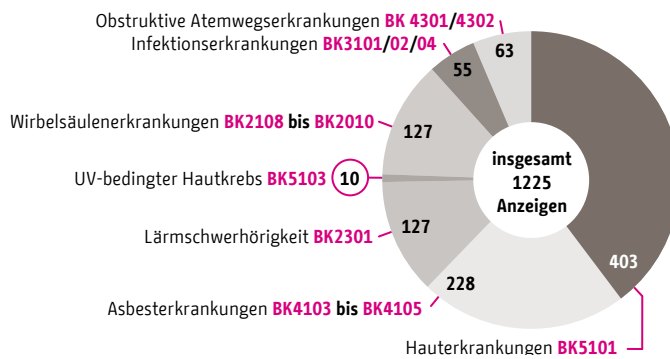 Obstruktive Atemwegserkrankungen BK 4301/4302
63
Infektionserkrankungen BK3101/02/04
55
Wirbelsäulenerkrankungen BK2108 bis BK2010
127
UV-bedingter Hautkrebs BK5103
10
insgesamt
1225
Anzeigen
Lärmschwerhörigkeit BK2301
127
403
Asbesterkrankungen BK4103 bis BK4105
228
Hauterkrankungen BK5101